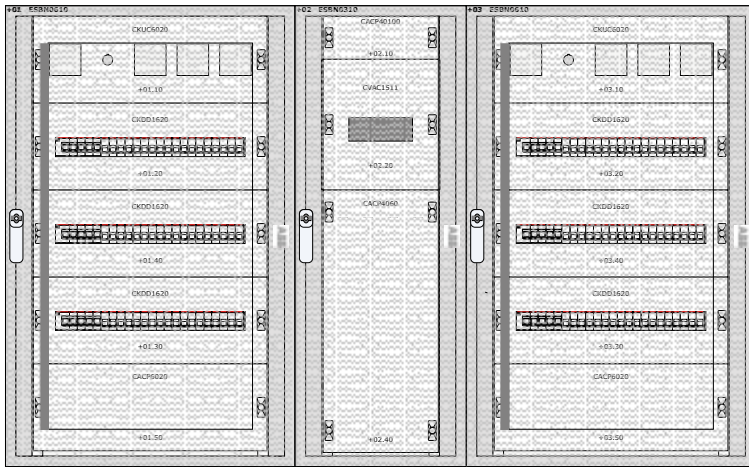 +01 ESBN0610
CKUC6020
+01.10
CKDD1620
+01.20
CKDD1620
+01.40
CKDD1620
+01.30
CACP6020
+01.50
+02 ESBN0310
CACP40100
+02.10
CVAC1511
+02.20
CACP4060
+02.40
+03 ESBN0610
CKUC6020
+03.10
CKDD1620
+03.20
CKDD1620
+03.40
CKDD1620
+03.30
CACP6020
+03.50